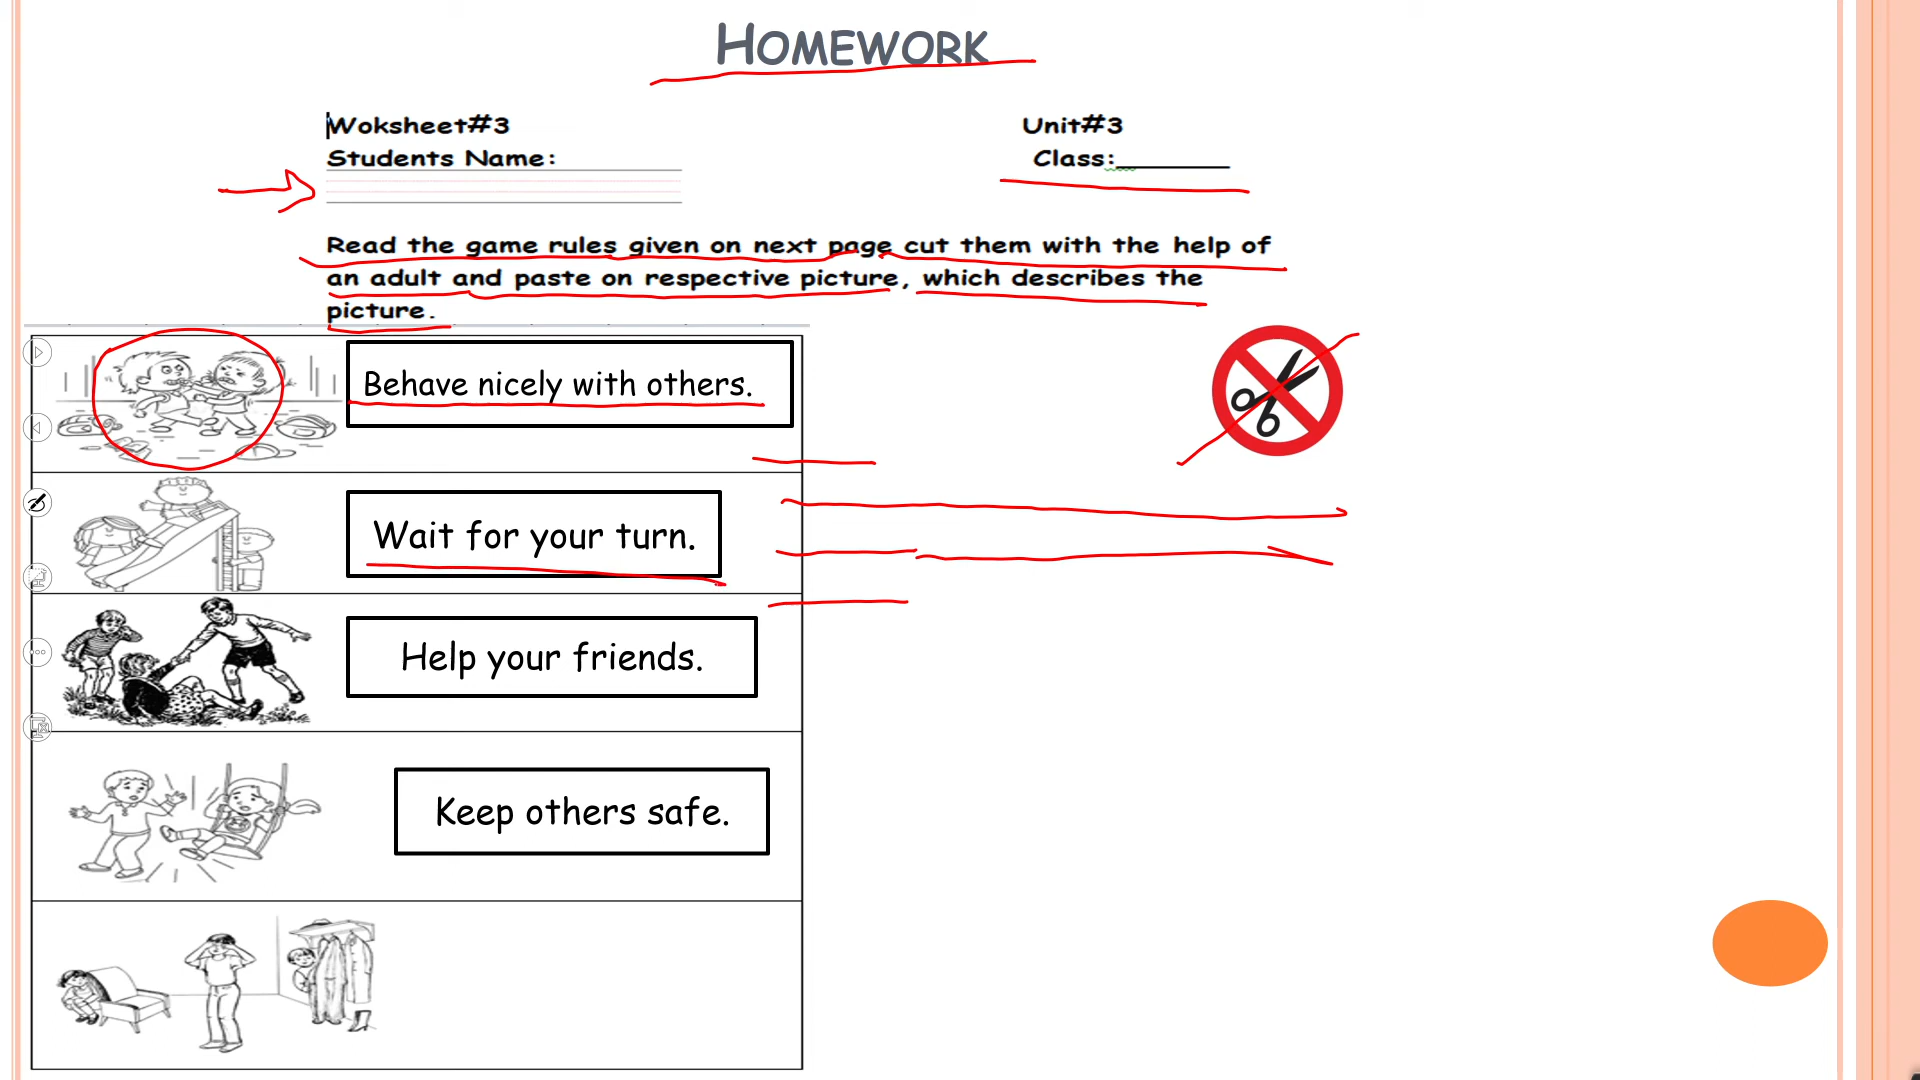 HOMEWORK
Woksheet#3 Unit#3
Students Name: Class:________
Read the game rules given on next page cut them with the help of
an adult and paste on respective picture, which describes the
picture.
Behave nicely with others.
Wait for your turn.
Help your friends.
Keep others safe.